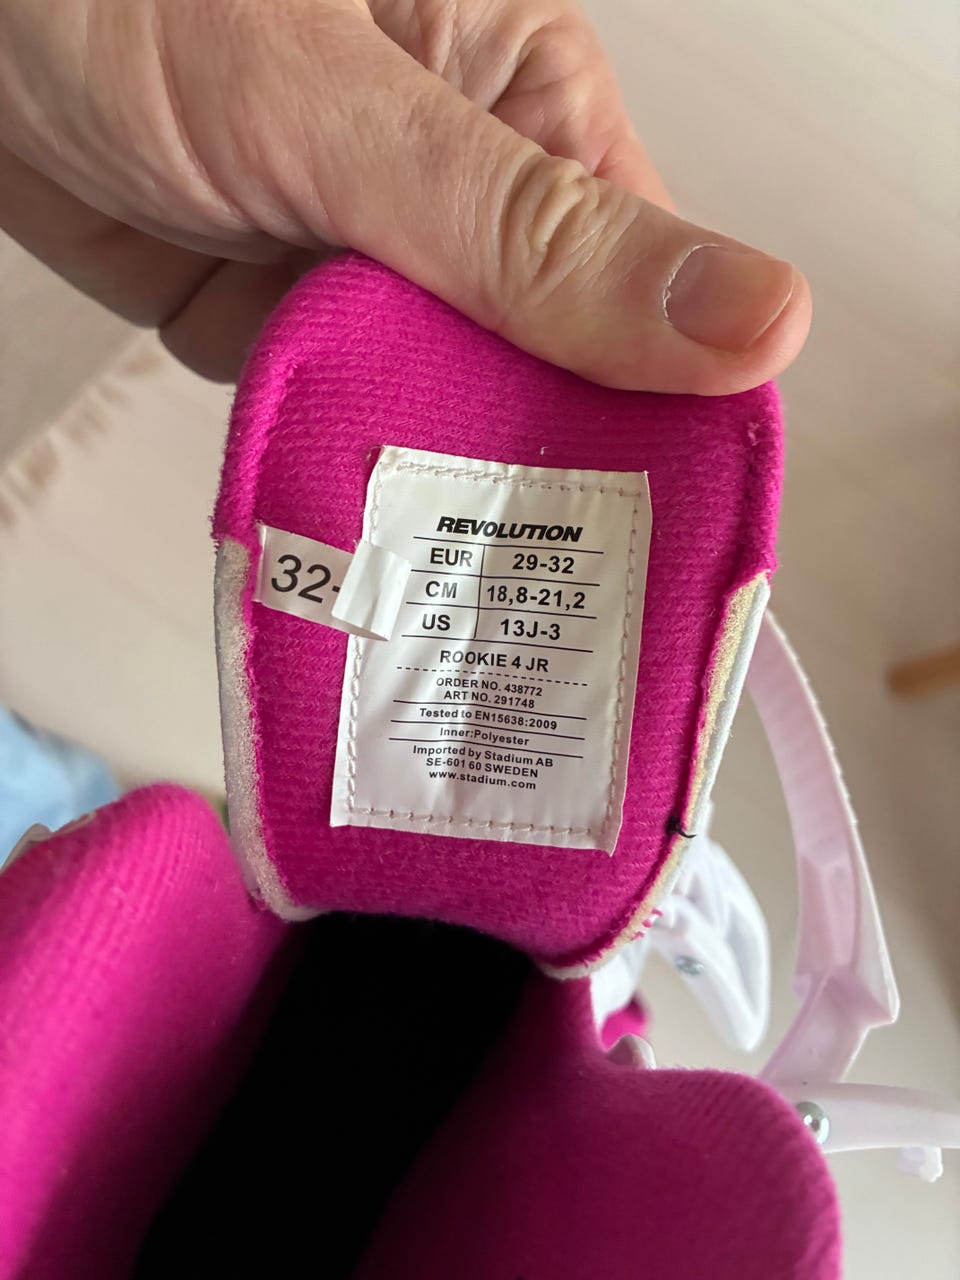 REVOLUTION
EUR 29-32
CM 18,8-21,2
US 13J-3
ROOKIE 4 JR
ORDER NO. 438772
ART NO. 291748
Tested to EN15638:2009
Inner:Polyester
Imported by Stadium AB
SE-601 60 SWEDEN
www.stadium.com
32-